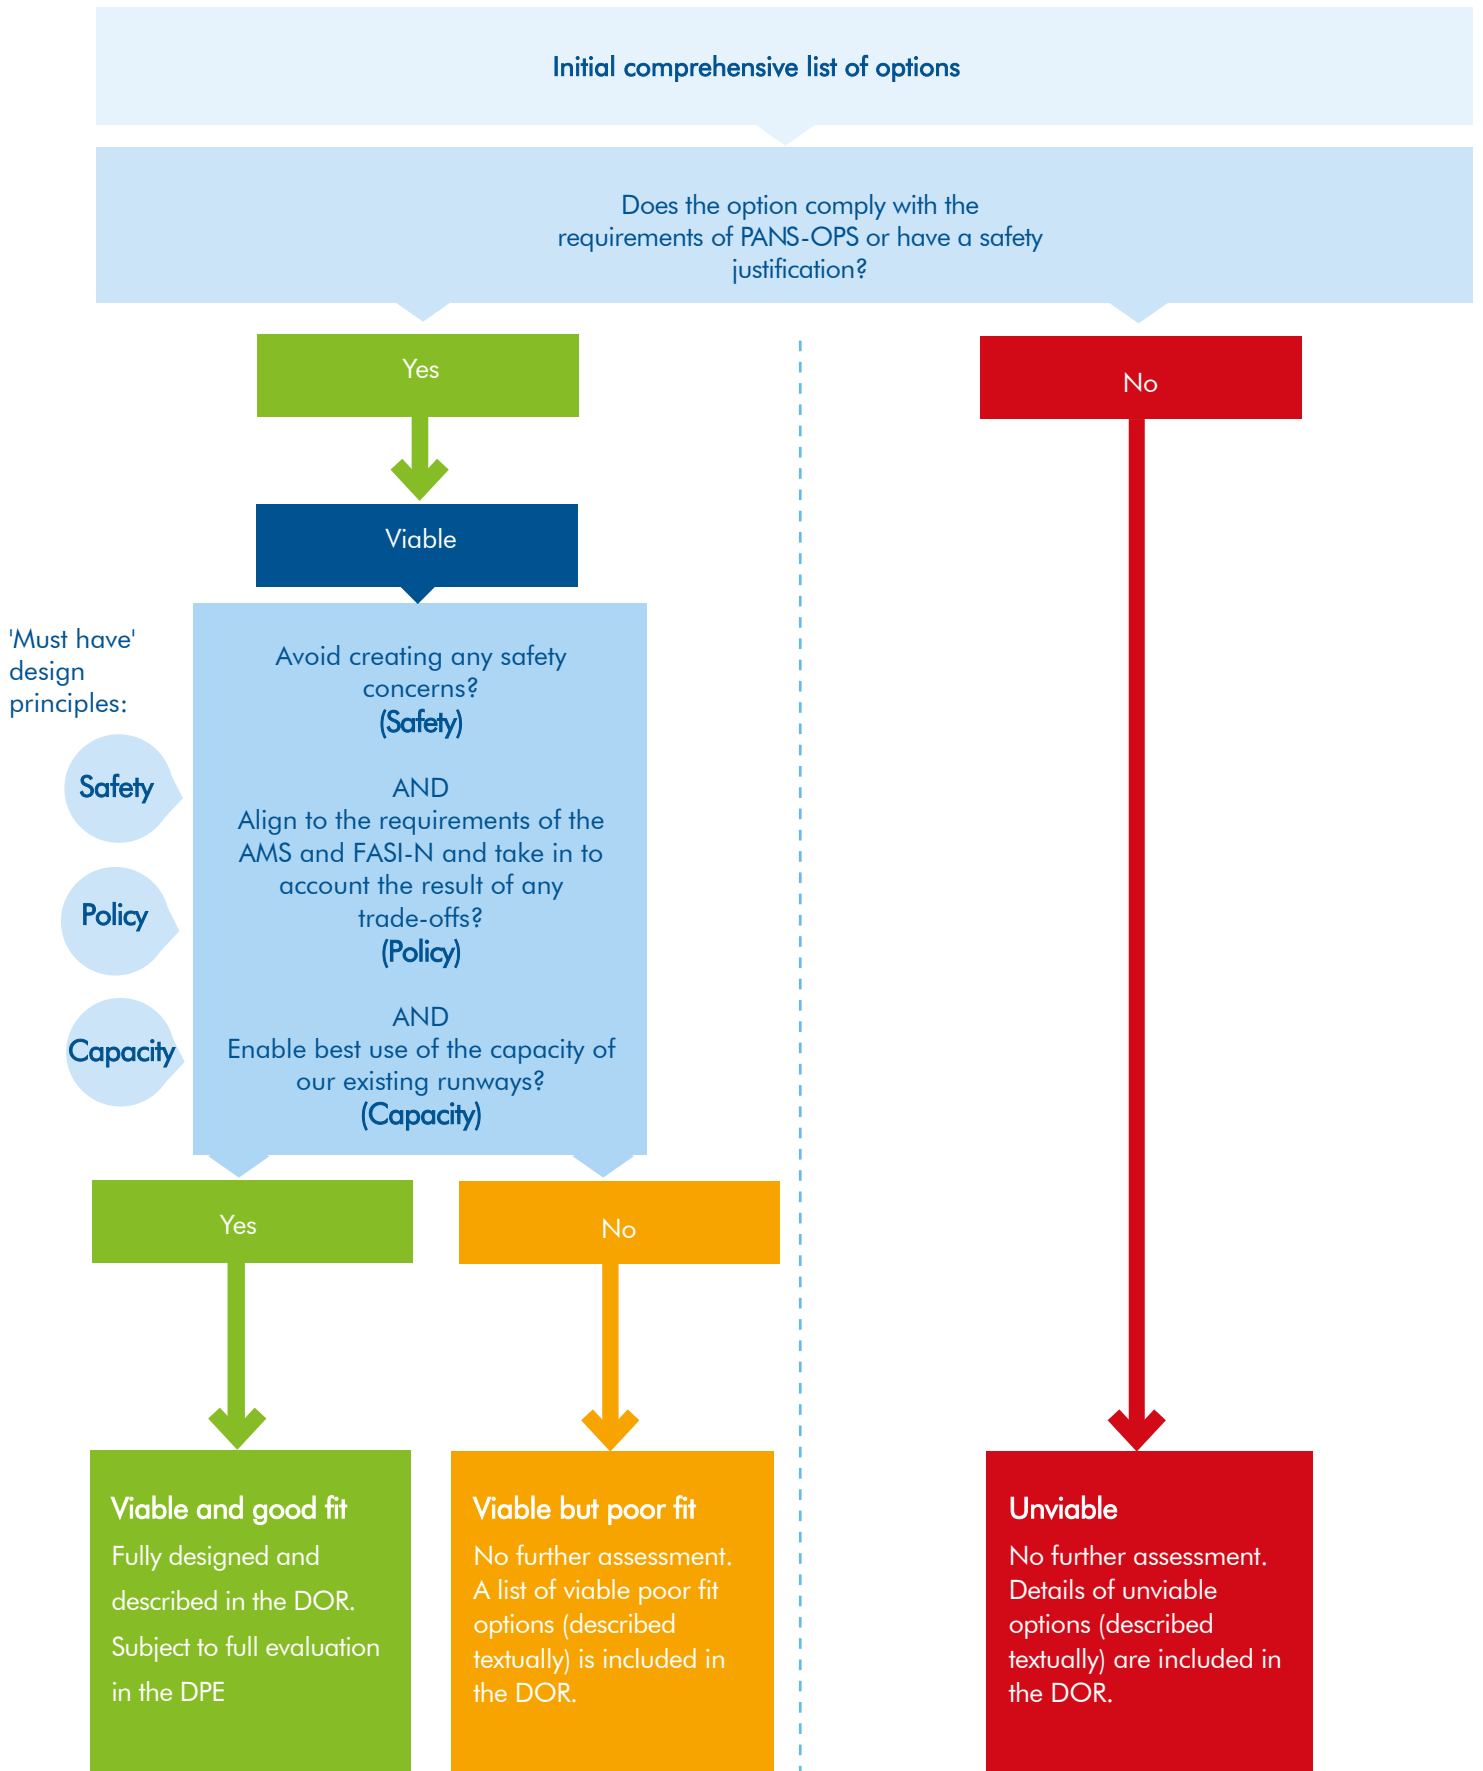 Initial comprehensive list of options
Does the option comply with the
requirements of PANS-OPS or have a safety
justification?
Yes
No
Viable
'Must have'
design
principles:
Safety
Policy
Capacity
Avoid creating any safety
concerns?
(Safety)
AND
Align to the requirements of the
AMS and FASI-N and take in to
account the result of any
trade-offs?
(Policy)
AND
Enable best use of the capacity of
our existing runways?
(Capacity)
Yes
No
Viable and good fit
Fully designed and
described in the DOR.
Subject to full evaluation
in the DPE
Viable but poor fit
No further assessment.
A list of viable poor fit
options (described
textually) is included in
the DOR.
Unviable
No further assessment.
Details of unviable
options (described
textually) are included in
the DOR.